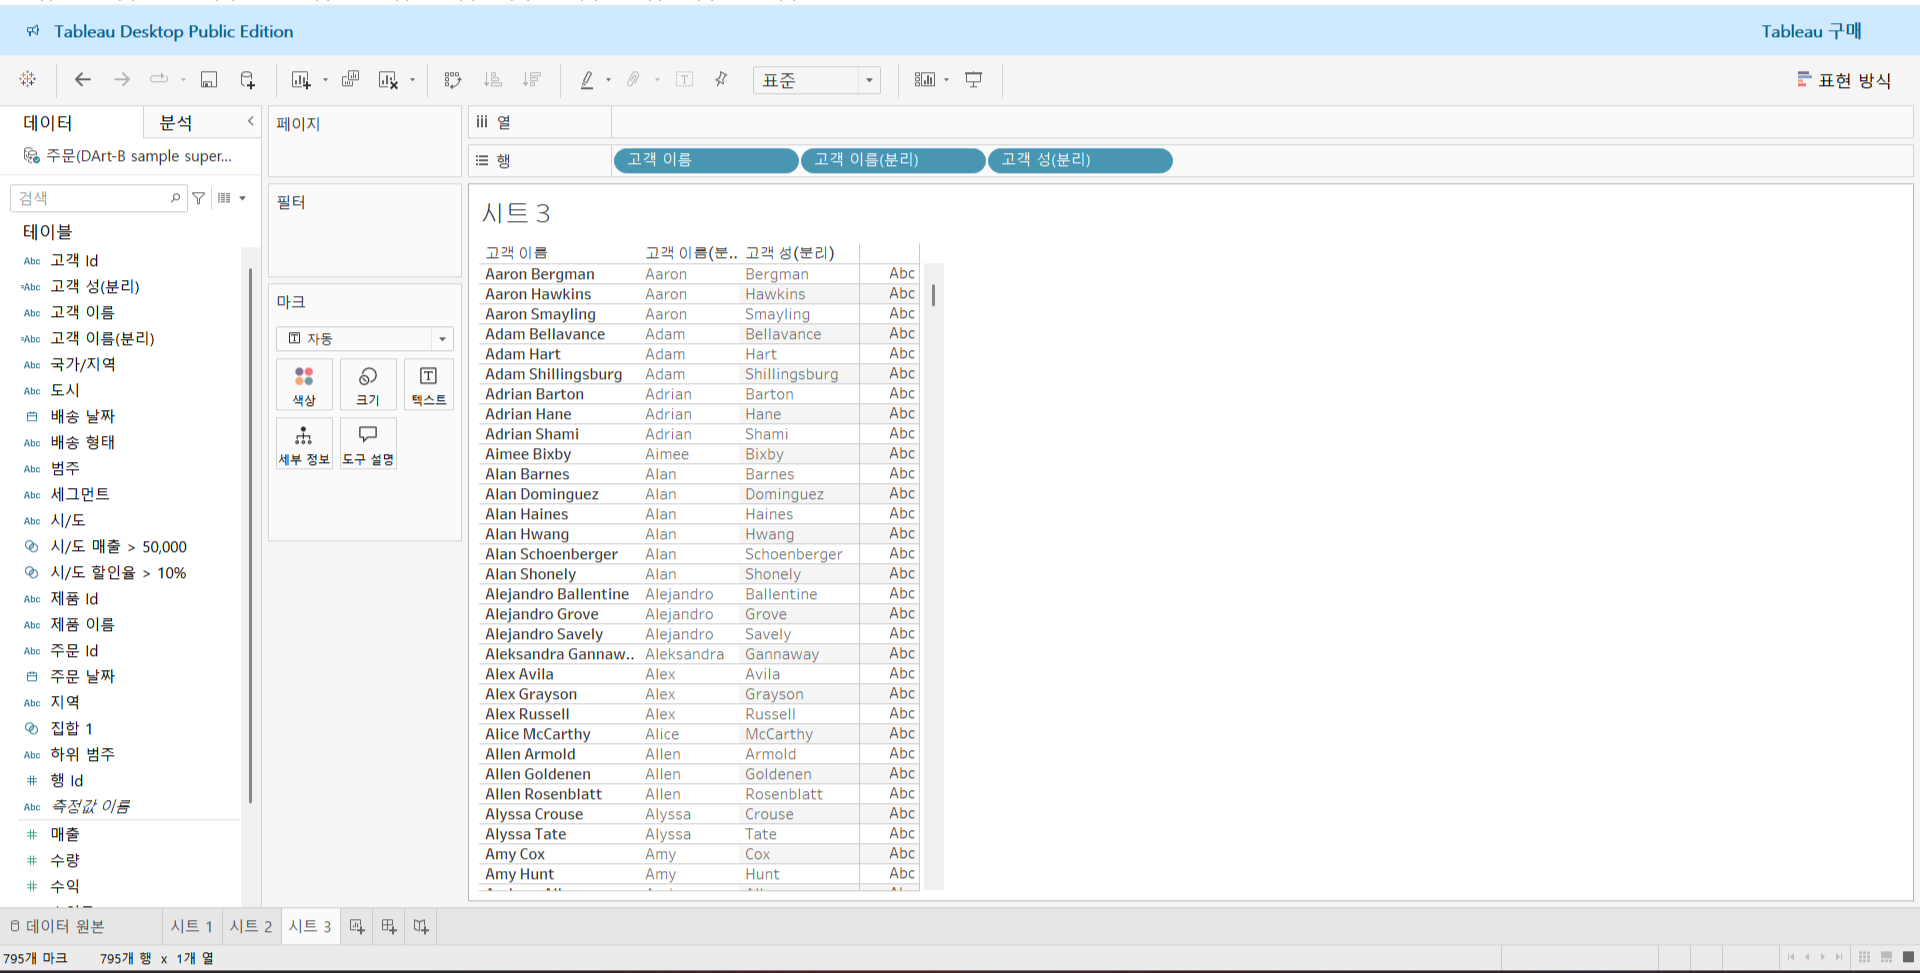 Tableau Desktop Public Edition
Tableau 구매
표준
표현 방식
데이터
분석
주문(DArt-B sample super...
검색
테이블
Abc 고객 Id
=Abc 고객 성(분리)
Abc 고객 이름
=Abc 고객 이름(분리)
Abc 국가/지역
Abc 도시
배송 날짜
Abc 배송 형태
Abc 범주
Abc 세그먼트
Abc 시/도
시/도 매출 > 50,000
시/도 할인율 > 10%
Abc 제품 Id
Abc 제품 이름
Abc 주문 Id
주문 날짜
Abc 지역
집합 1
Abc 하위 범주
# 행 Id
Abc 측정값 이름
# 매출
# 수량
# 수익
페이지
필터
마크
자동
색상
크기
텍스트
세부 정보
도구 설명
열
행
고객 이름
고객 이름(분리)
고객 성(분리)
시트 3
고객 이름 고객 이름(분.. 고객 성(분리)
Aaron Bergman Aaron Bergman Abc
Aaron Hawkins Aaron Hawkins Abc
Aaron Smayling Aaron Smayling Abc
Adam Bellavance Adam Bellavance Abc
Adam Hart Adam Hart Abc
Adam Shillingsburg Adam Shillingsburg Abc
Adrian Barton Adrian Barton Abc
Adrian Hane Adrian Hane Abc
Adrian Shami Adrian Shami Abc
Aimee Bixby Aimee Bixby Abc
Alan Barnes Alan Barnes Abc
Alan Dominguez Alan Dominguez Abc
Alan Haines Alan Haines Abc
Alan Hwang Alan Hwang Abc
Alan Schoenberger Alan Schoenberger Abc
Alan Shonely Alan Shonely Abc
Alejandro Ballentine Alejandro Ballentine Abc
Alejandro Grove Alejandro Grove Abc
Alejandro Savely Alejandro Savely Abc
Aleksandra Gannaw.. Aleksandra Gannaway Abc
Alex Avila Alex Avila Abc
Alex Grayson Alex Grayson Abc
Alex Russell Alex Russell Abc
Alice McCarthy Alice McCarthy Abc
Allen Armold Allen Armold Abc
Allen Goldenen Allen Goldenen Abc
Allen Rosenblatt Allen Rosenblatt Abc
Alyssa Crouse Alyssa Crouse Abc
Alyssa Tate Alyssa Tate Abc
Amy Cox Amy Cox Abc
Amy Hunt Amy Hunt Abc
데이터 원본
시트 1
시트 2
시트 3
795개 마크
795개 행 x 1개 열